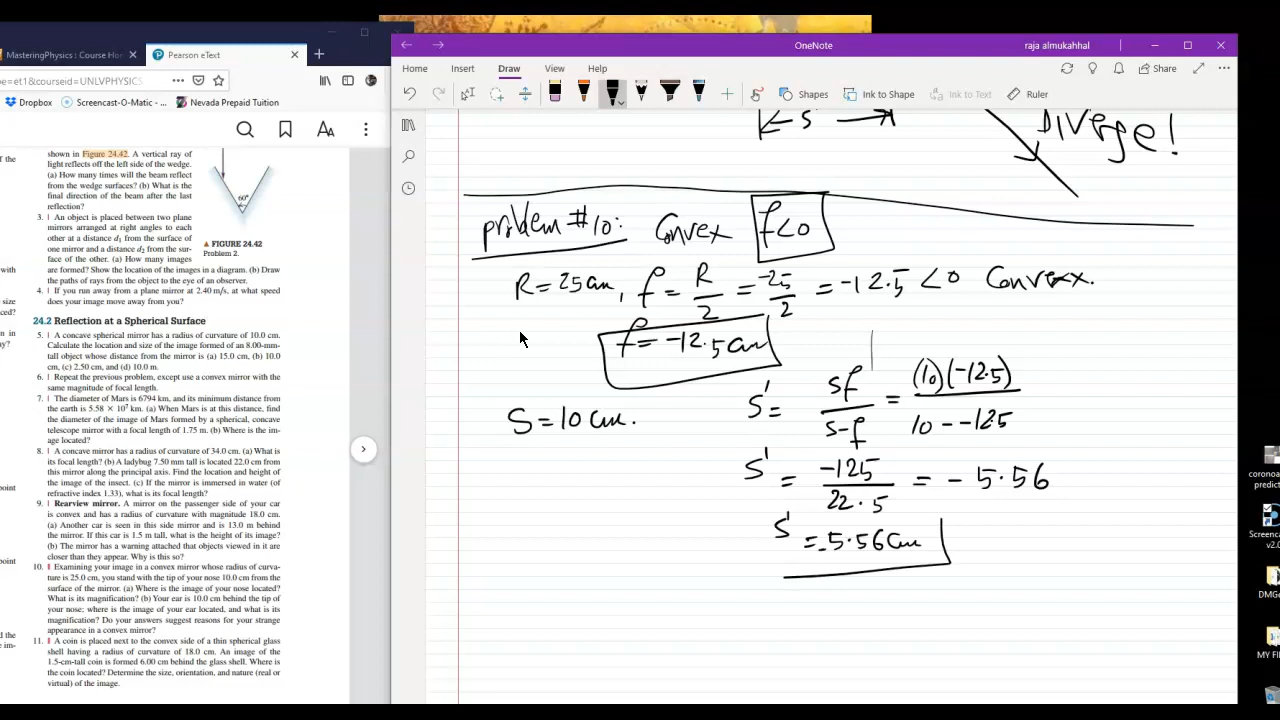 OneNote
raja almukahhal
MasteringPhysics : Course Ho
Pearson eText
Home
Insert
Draw
View
Help
Share
e=et1&courseid=UNLVPHYSICS
Dropbox
Screencast-O-Matic - ...
Nevada Prepaid Tuition
Shapes
Ink to Shape
Ink to Text
Ruler
shown in Figure 24.42. A vertical ray of
light reflects off the left side of the wedge.
(a) How many times will the beam reflect
from the wedge surfaces? (b) What is the
final direction of the beam after the last
reflection?
60°
▲ FIGURE 24.42
Problem 2.
3. | An object is placed between two plane
mirrors arranged at right angles to each
other at a distance d1 from the surface of
one mirror and a distance d2 from the sur-
face of the other. (a) How many images
are formed? Show the location of the images in a diagram. (b) Draw
the paths of rays from the object to the eye of an observer.
4. | If you run away from a plane mirror at 2.40 m/s, at what speed
does your image move away from you?
24.2 Reflection at a Spherical Surface
5. | A concave spherical mirror has a radius of curvature of 10.0 cm.
Calculate the location and size of the image formed of an 8.00-mm-
tall object whose distance from the mirror is (a) 15.0 cm, (b) 10.0
cm, (c) 2.50 cm, and (d) 10.0 m.
6. | Repeat the previous problem, except use a convex mirror with the
same magnitude of focal length.
7. | The diameter of Mars is 6794 km, and its minimum distance from
the earth is 5.58 × 10⁷ km. (a) When Mars is at this distance, find
the diameter of the image of Mars formed by a spherical, concave
telescope mirror with a focal length of 1.75 m. (b) Where is the im-
age located?
8. | A concave mirror has a radius of curvature of 34.0 cm. (a) What is
its focal length? (b) A ladybug 7.50 mm tall is located 22.0 cm from
this mirror along the principal axis. Find the location and height of
the image of the insect. (c) If the mirror is immersed in water (of
refractive index 1.33), what is its focal length?
9. | Rearview mirror. A mirror on the passenger side of your car
is convex and has a radius of curvature with magnitude 18.0 cm.
(a) Another car is seen in this side mirror and is 13.0 m behind
the mirror. If this car is 1.5 m tall, what is the height of its image?
(b) The mirror has a warning attached that objects viewed in it are
closer than they appear. Why is this so?
10. | Examining your image in a convex mirror whose radius of curva-
ture is 25.0 cm, you stand with the tip of your nose 10.0 cm from the
surface of the mirror. (a) Where is the image of your nose located?
What is its magnification? (b) Your ear is 10.0 cm behind the tip of
your nose; where is the image of your ear located, and what is its
magnification? Do your answers suggest reasons for your strange
appearance in a convex mirror?
11. || A coin is placed next to the convex side of a thin spherical glass
shell having a radius of curvature of 18.0 cm. An image of the
1.5-cm-tall coin is formed 6.00 cm behind the glass shell. Where is
the coin located? Determine the size, orientation, and nature (real or
virtual) of the image.
S
Diverge!
problem #10: Convex f<0
R = 25cm, f = R/2 = -25/2 = -12.5 <0 Convexx.
f = -12.5cm
S = 10 cm.
S' = sf/s-f = (10)(-12.5)/10 - -12.5
S' = -125/22.5 = - 5.56
S' = -5.56cm
coronoa
predict
Screenca
DMGe
MY FI